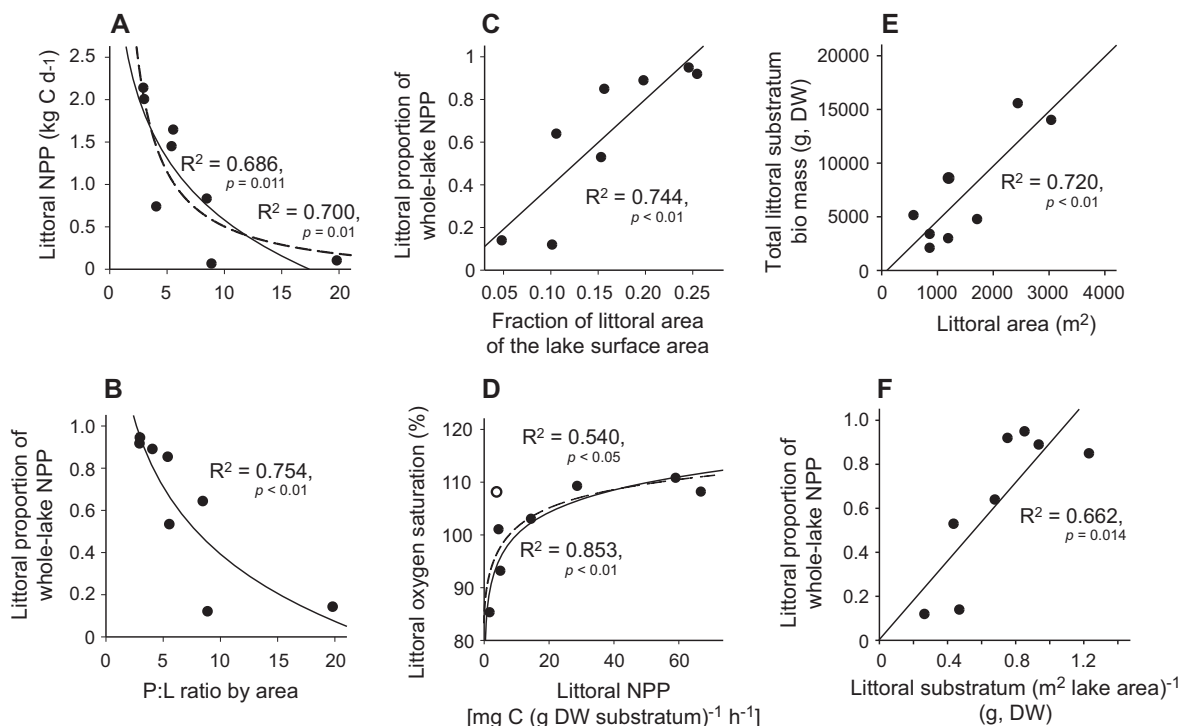 A
Littoral NPP (kg C d-1)
2.5
2.0
1.5
1.0
0.5
0
R² = 0.686,
p = 0.011
R² = 0.700,
p = 0.01
0 5 10 15 20
B
Littoral proportion of
whole-lake NPP
1.0
0.8
0.6
0.4
0.2
0
R² = 0.754,
p < 0.01
0 5 10 15 20
P:L ratio by area
C
Littoral proportion of
whole-lake NPP
1
0.8
0.6
0.4
0.2
0
R² = 0.744,
p < 0.01
0.05 0.10 0.15 0.20 0.25
Fraction of littoral area
of the lake surface area
D
Littoral oxygen saturation (%)
120
110
100
90
80
R² = 0.540,
p < 0.05
R² = 0.853,
p < 0.01
0 20 40 60
Littoral NPP
[mg C (g DW substratum)⁻¹ h⁻¹]
E
Total littoral substratum
bio mass (g, DW)
20000
15000
10000
5000
0
R² = 0.720,
p < 0.01
0 1000 2000 3000 4200
Littoral area (m²)
F
Littoral proportion of
whole-lake NPP
1.0
0.8
0.6
0.4
0.2
0
R² = 0.662,
p = 0.014
0 0.4 0.8 1.2
Littoral substratum (m² lake area)⁻¹
(g, DW)